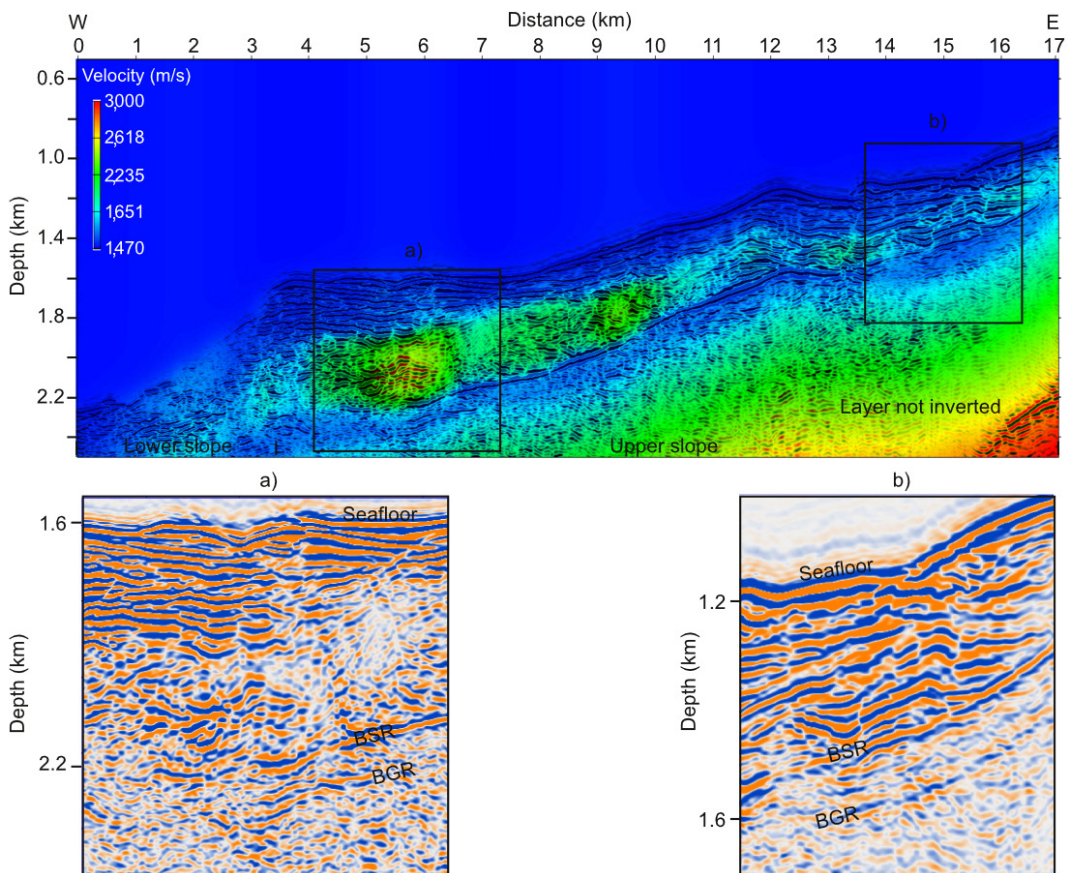 Distance (km)
W E
0 1 2 3 4 5 6 7 8 9 10 11 12 13 14 15 16 17
Depth (km)
0.6
1.0
1.4
1.8
2.2
Velocity (m/s)
3,000
2,618
2,235
1,651
1,470
a)
b)
Layer not inverted
Lower slope
Upper slope
a)
Depth (km)
1.6
2.2
Seafloor
BSR
BGR
b)
Depth (km)
1.2
1.6
Seafloor
BSR
BGR